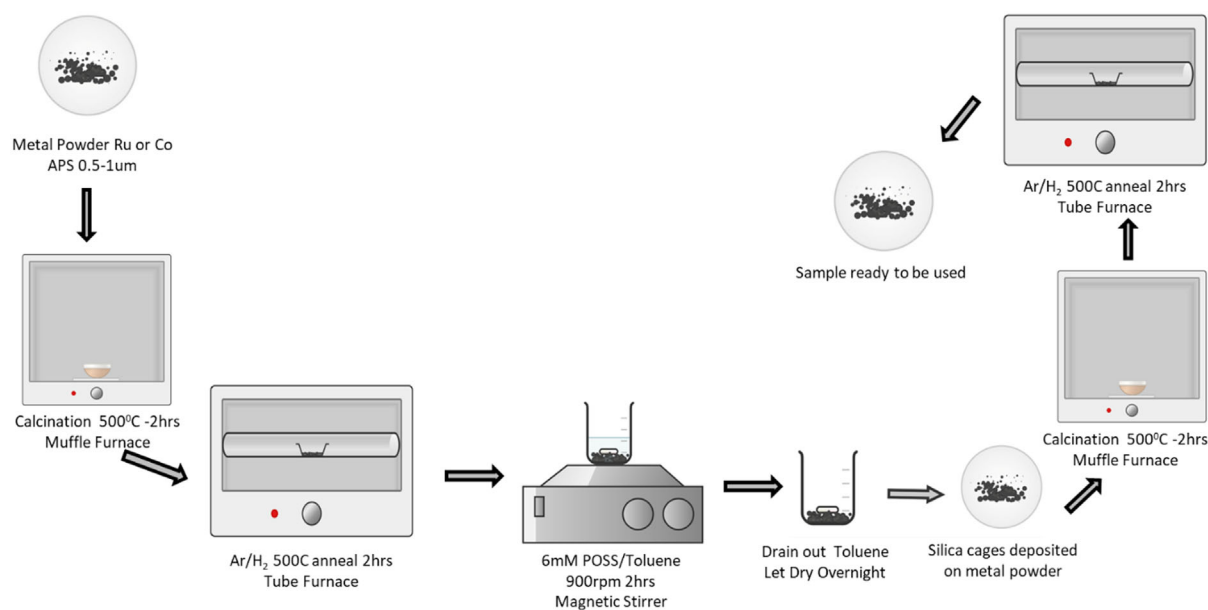 Metal Powder Ru or Co
APS 0.5-1um
Calcination 500⁰C -2hrs
Muffle Furnace
Ar/H₂ 500C anneal 2hrs
Tube Furnace
6mM POSS/Toluene
900rpm 2hrs
Magnetic Stirrer
Drain out Toluene
Let Dry Overnight
Silica cages deposited
on metal powder
Calcination 500⁰C -2hrs
Muffle Furnace
Ar/H₂ 500C anneal 2hrs
Tube Furnace
Sample ready to be used